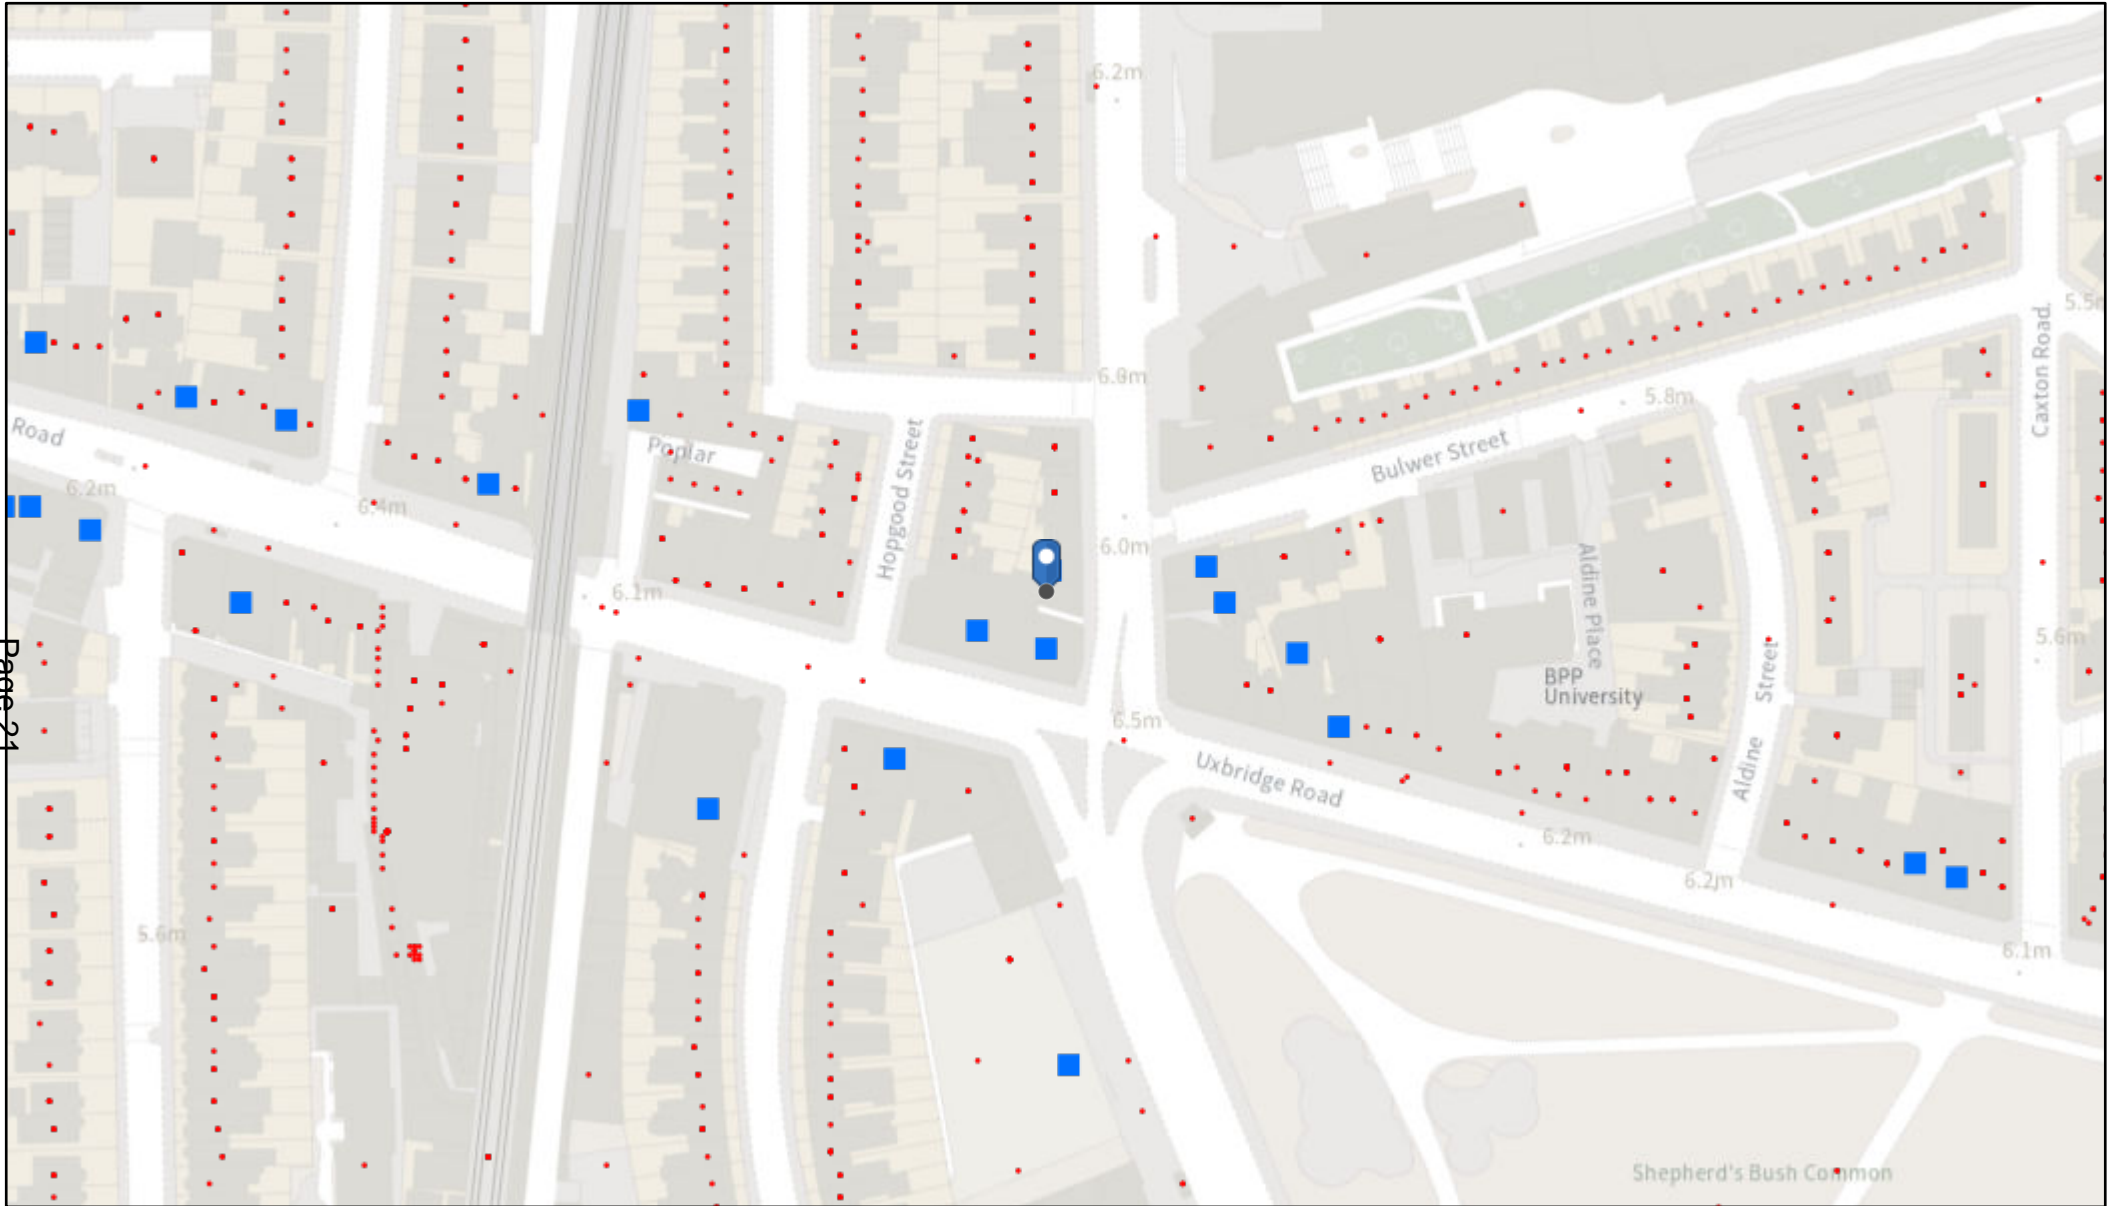 6.2m
6.9m
5.5
5.8m
Caxton Road
Road
Poplar
Bulwer Street
6.2m
6.4m
Hopgood Street
6.0m
Aldine Place
6.1m
5.6m
Page 21
BPP
University
Aldine Street
6.5m
Uxbridge Road
6.2m
6.2m
5.6m
6.1m
Shepherd's Bush Common